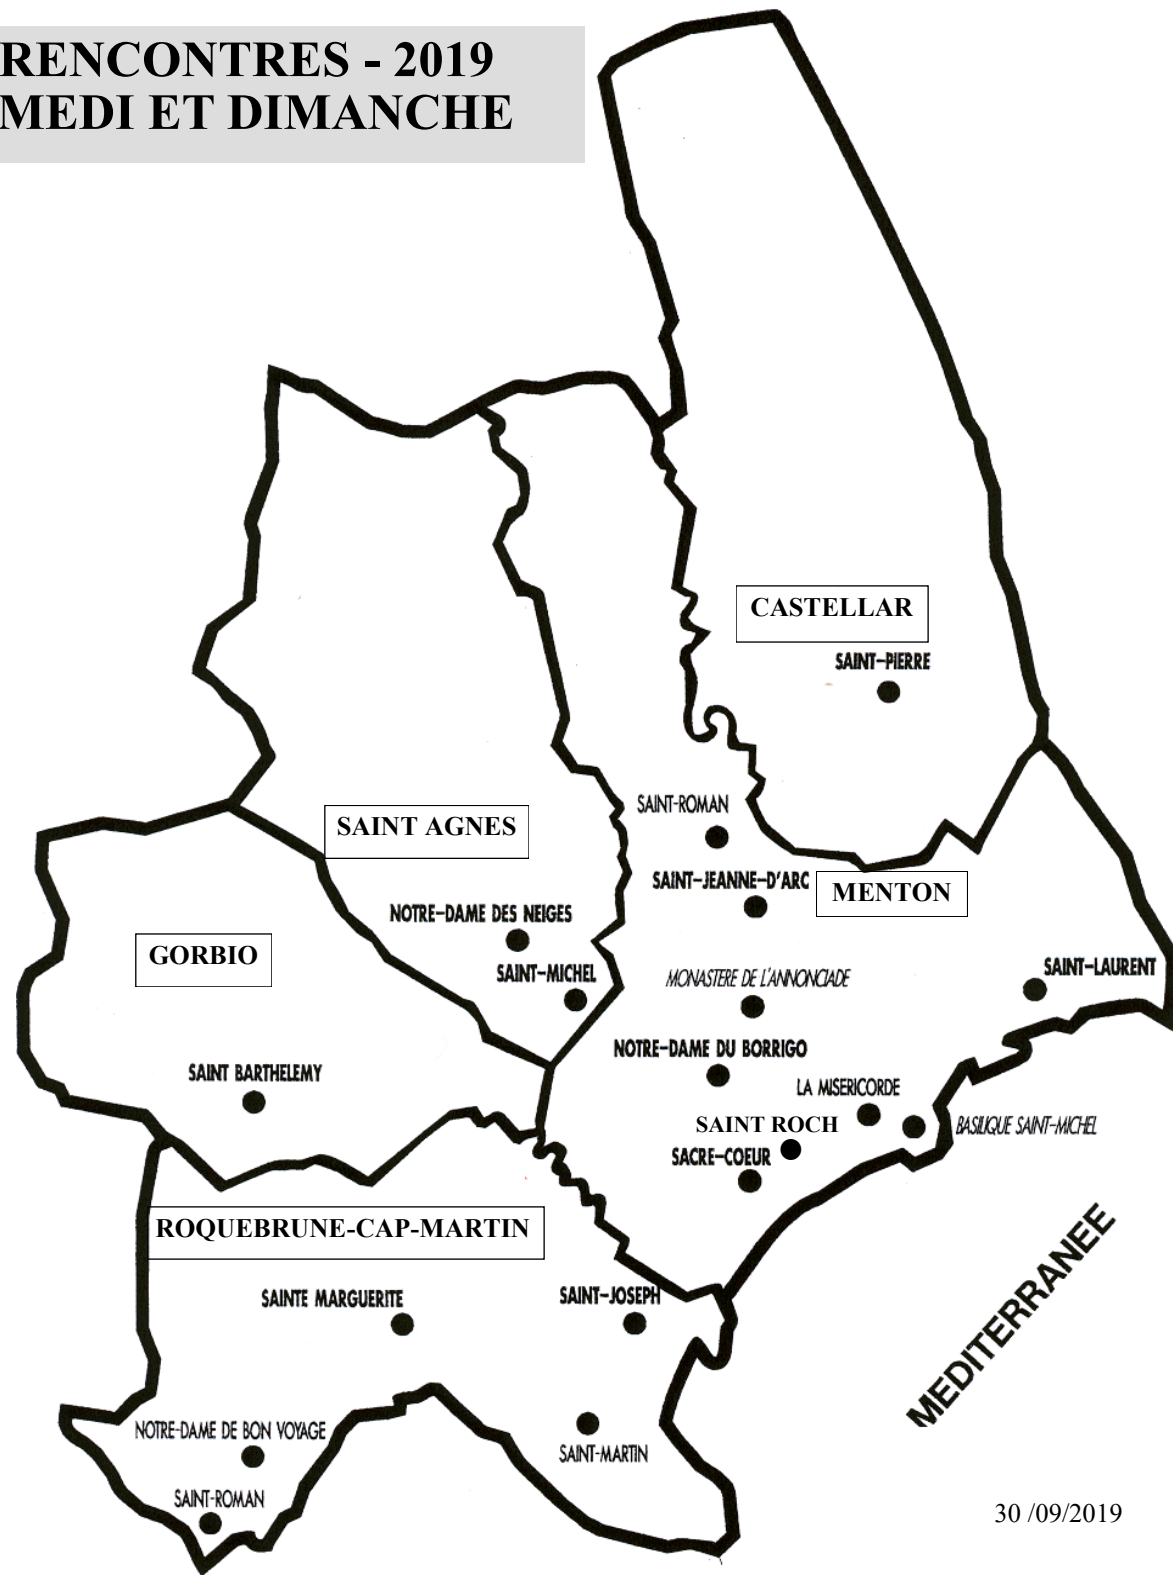 RENCONTRES - 2019
MEDI ET DIMANCHE
CASTELLAR
SAINT-PIERRE
SAINT-ROMAN
SAINT AGNES
SAINT-JEANNE-D'ARC
MENTON
NOTRE-DAME DES NEIGES
GORBIO
SAINT-MICHEL
MONASTERE DE L'ANNONCIADE
SAINT-LAURENT
NOTRE-DAME DU BORRIGO
SAINT BARTHELEMY
LA MISERICORDE
SAINT ROCH
BASILIQUE SAINT-MICHEL
SACRE-COEUR
ROQUEBRUNE-CAP-MARTIN
MEDITERRANEE
SAINTE MARGUERITE
SAINT-JOSEPH
NOTRE-DAME DE BON VOYAGE
SAINT-MARTIN
SAINT-ROMAN
30 /09/2019